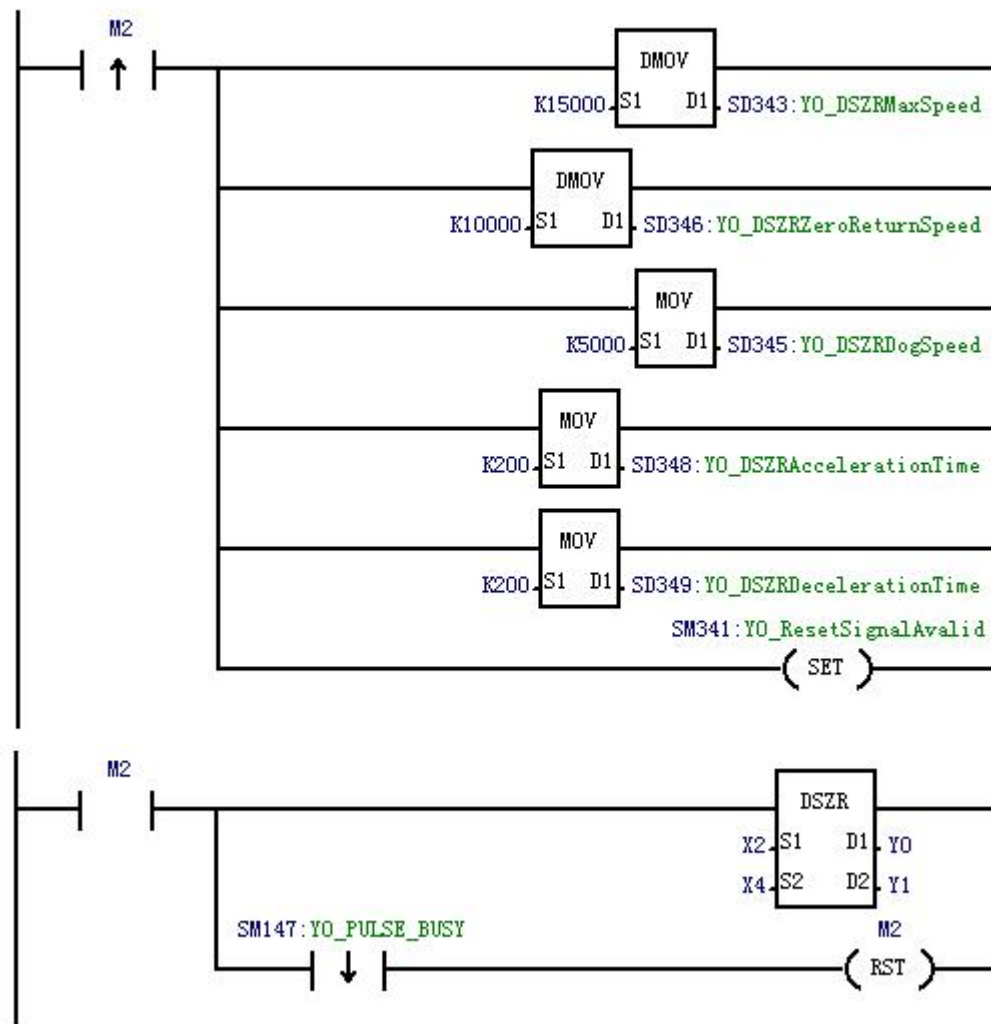 M2
DMOV
K15000 S1 D1 SD343:Y0_DSZRMaxSpeed
DMOV
K10000 S1 D1 SD346:Y0_DSZRZeroReturnSpeed
MOV
K5000 S1 D1 SD345:Y0_DSZRDogSpeed
MOV
K200 S1 D1 SD348:Y0_DSZRAccelerationTime
MOV
K200 S1 D1 SD349:Y0_DSZRDecelerationTime
SM341:Y0_ResetSignalAvalid
SET
M2
DSZR
X2 S1 D1 Y0
X4 S2 D2 Y1
SM147:Y0_PULSE_BUSY M2
RST